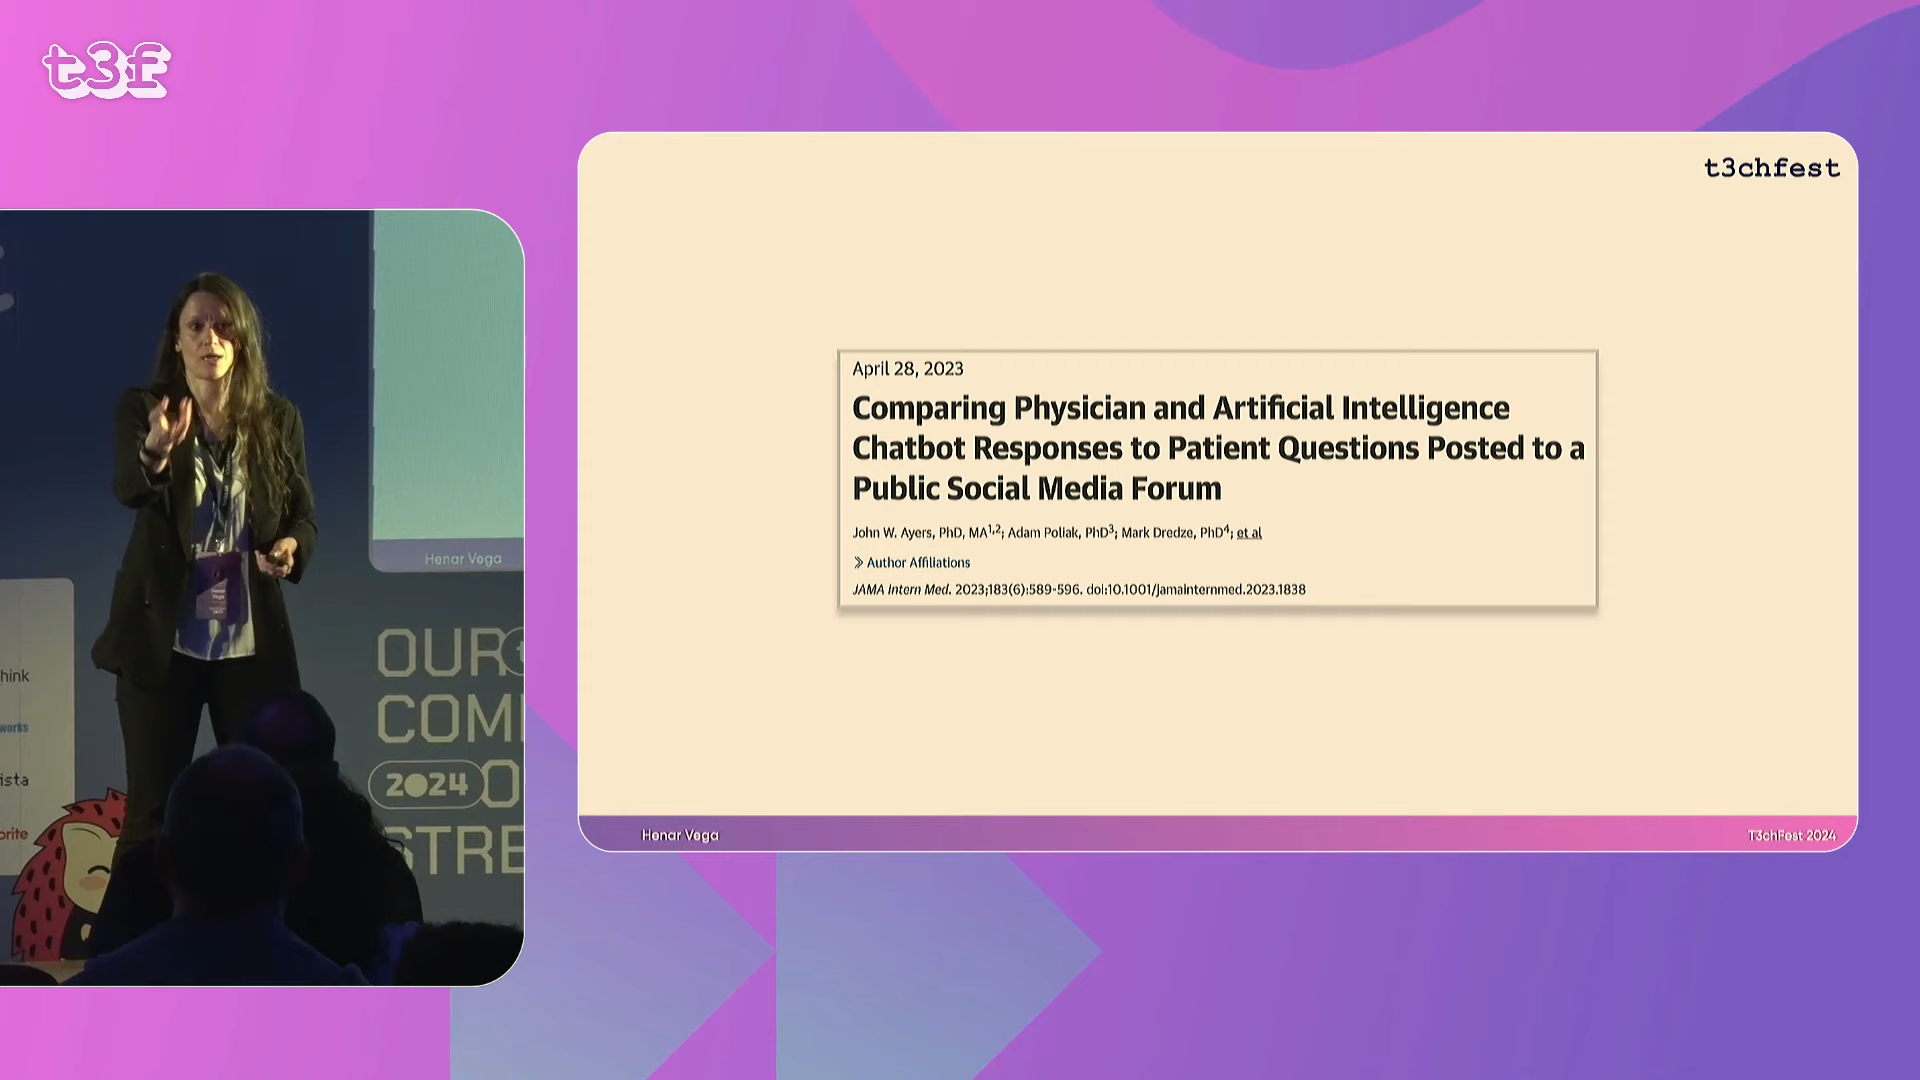 t3f
t3chfest
April 28, 2023
Comparing Physician and Artificial Intelligence
Chatbot Responses to Patient Questions Posted to a
Public Social Media Forum
John W. Ayers, PhD, MA1,2; Adam Poliak, PhD3; Mark Dredze, PhD4; et al
» Author Affiliations
JAMA Intern Med. 2023;183(6):589-596. doi:10.1001/jamainternmed.2023.1838
Henar Vega
T3chFest 2024
Henar Vega
Henar
Vega
OUR
COM
2024 O
STRE
hink
works
ista
orite